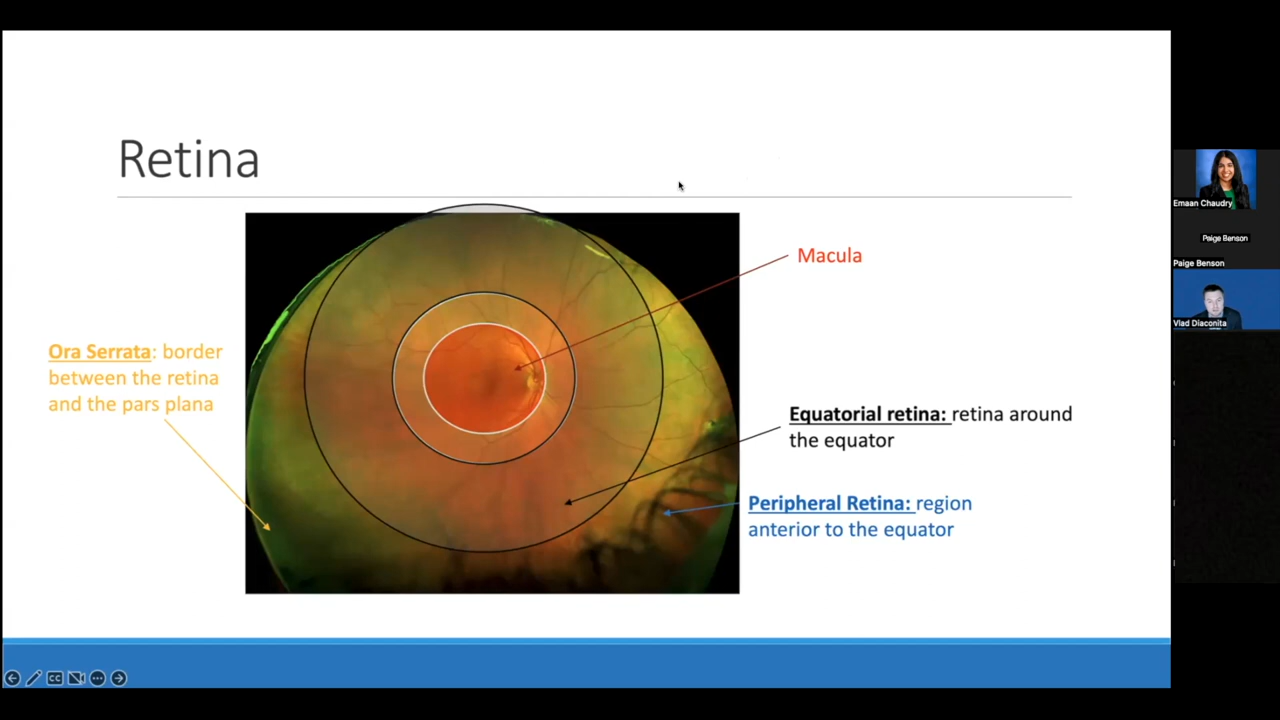 Retina
Macula
Ora Serrata: border
between the retina
and the pars plana
Equatorial retina: retina around
the equator
Peripheral Retina: region
anterior to the equator
Emaan Chaudry
Paige Benson
Paige Benson
Vlad Diaconita
CC